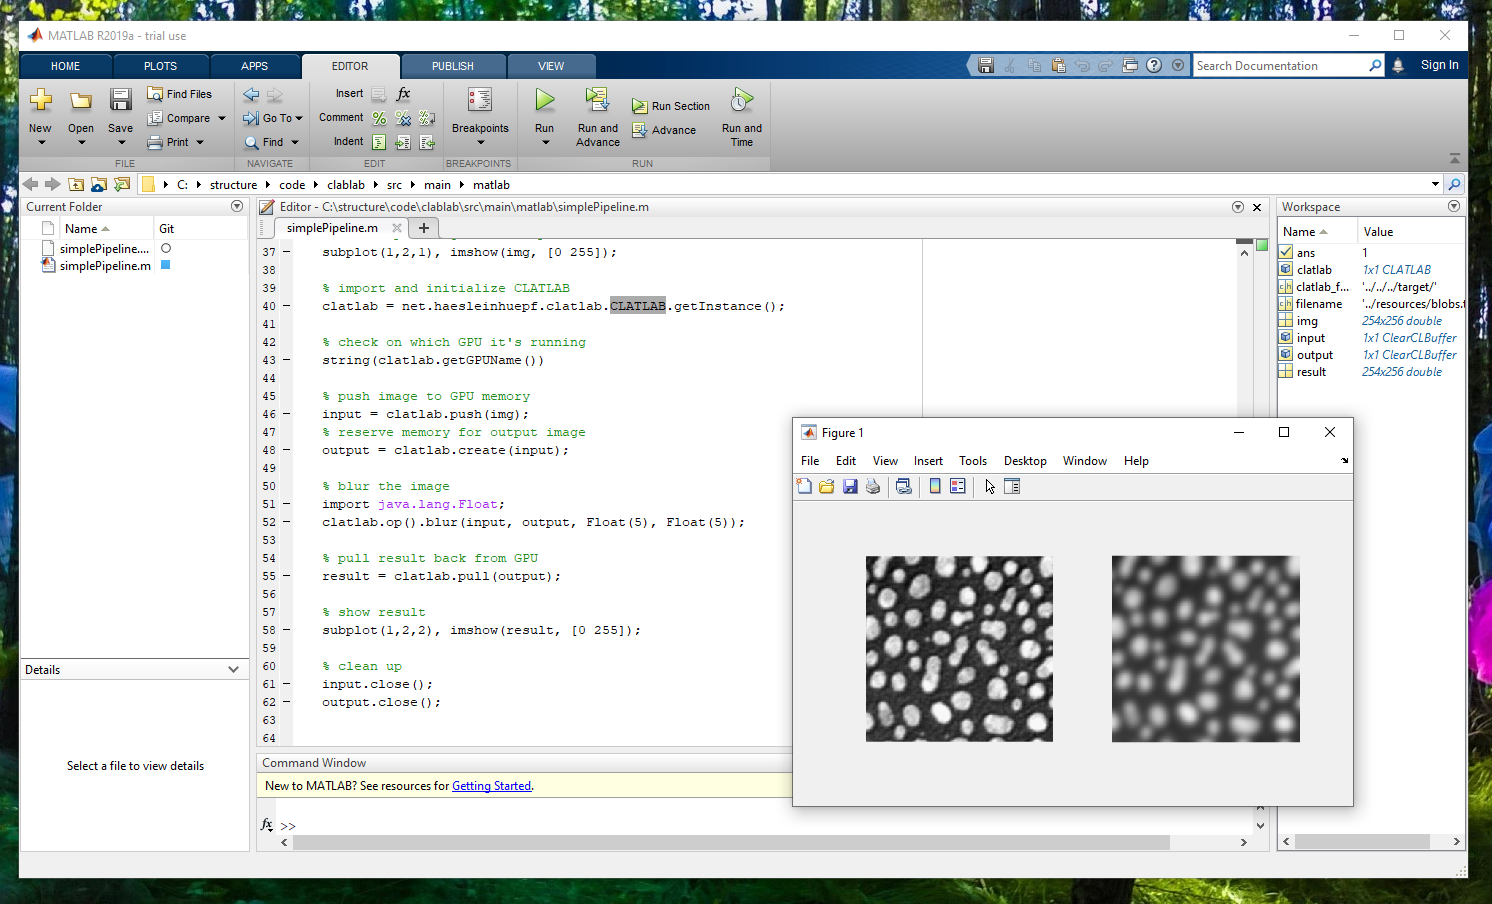 MATLAB R2019a - trial use
HOME PLOTS APPS EDITOR PUBLISH VIEW
Search Documentation
Sign In
New
Open
Save
Find Files
Compare
Print
FILE
Go To
Find
NAVIGATE
Insert
Comment
Indent
EDIT
Breakpoints
BREAKPOINTS
Run
Run and Advance
Run Section
Advance
Run and Time
RUN
C: structure code clablab src main matlab
Current Folder
Name Git
simplePipeline....
simplePipeline.m
Details
Select a file to view details
Editor - C:\structure\code\clablab\src\main\matlab\simplePipeline.m
simplePipeline.m
37 subplot(1,2,1), imshow(img, [0 255]);
38
39 % import and initialize CLATLAB
40 clatlab = net.haesleinhuepf.clatlab.CLATLAB.getInstance();
41
42 % check on which GPU it's running
43 string(clatlab.getGPUName())
44
45 % push image to GPU memory
46 input = clatlab.push(img);
47 % reserve memory for output image
48 output = clatlab.create(input);
49
50 % blur the image
51 import java.lang.Float;
52 clatlab.op().blur(input, output, Float(5), Float(5));
53
54 % pull result back from GPU
55 result = clatlab.pull(output);
56
57 % show result
58 subplot(1,2,2), imshow(result, [0 255]);
59
60 % clean up
61 input.close();
62 output.close();
63
64
Command Window
New to MATLAB? See resources for Getting Started.
fx >>
Workspace
Name Value
ans 1
clatlab 1x1 CLATLAB
clatlab_f... '../../../target/'
filename '../resources/blobs.t
img 254x256 double
input 1x1 ClearCLBuffer
output 1x1 ClearCLBuffer
result 254x256 double
Figure 1
File Edit View Insert Tools Desktop Window Help